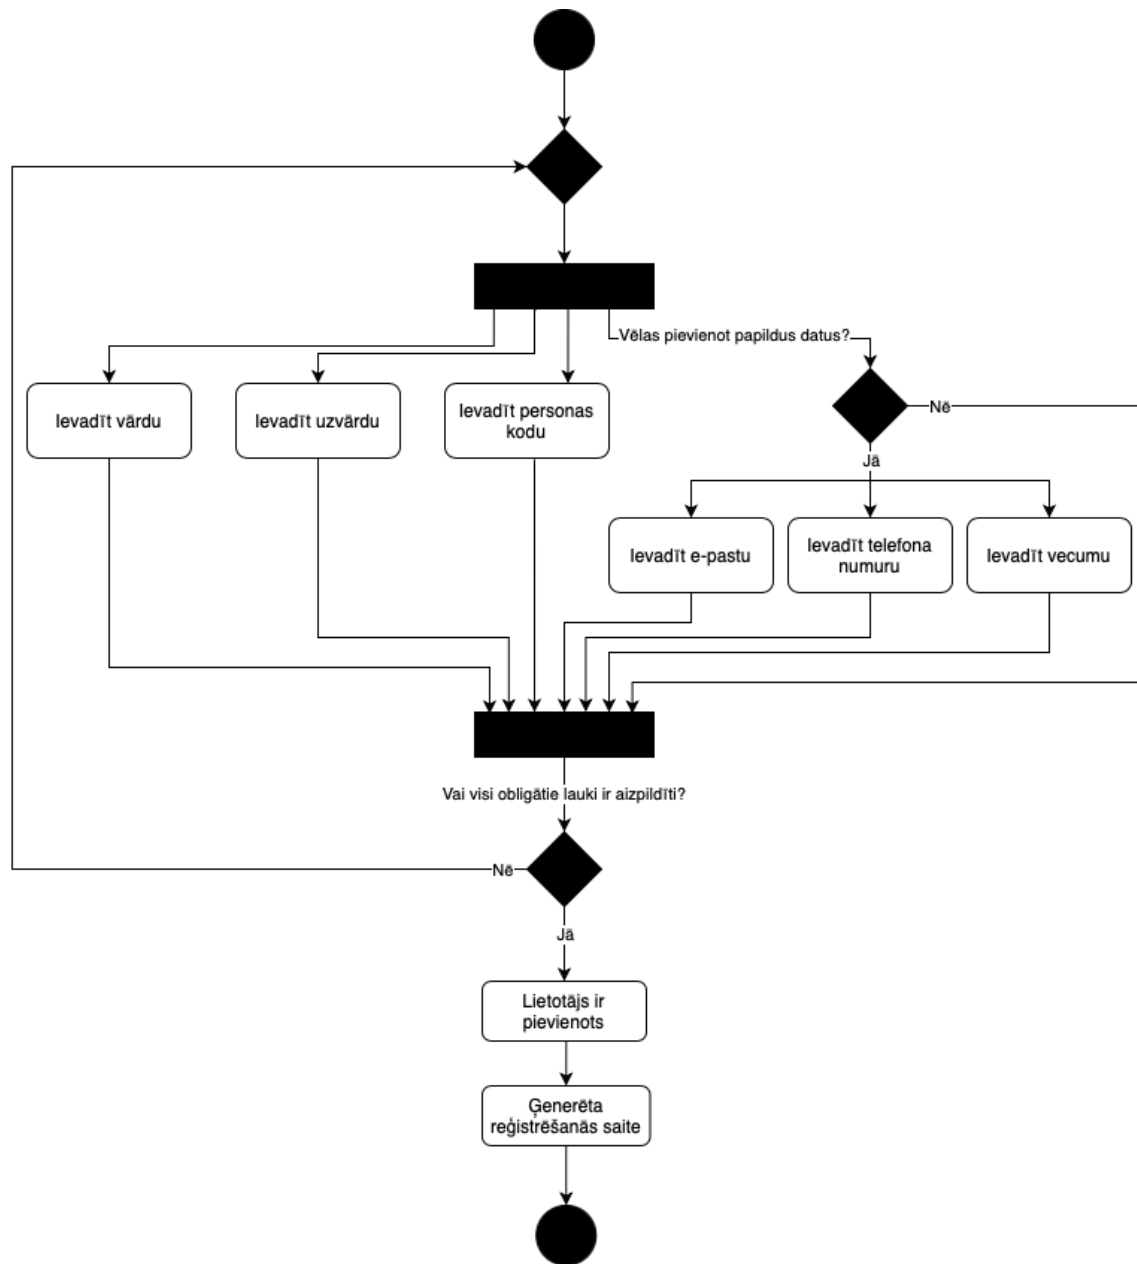 Vēlas pievienot papildus datus?
Ievadīt vārdu
Ievadīt uzvārdu
Ievadīt personas
kodu
Nē
Jā
Ievadīt e-pastu
Ievadīt telefona
numuru
Ievadīt vecumu
Vai visi obligātie lauki ir aizpildīti?
Nē
Jā
Lietotājs ir
pievienots
Ģenerēta
reģistrēšanās saite